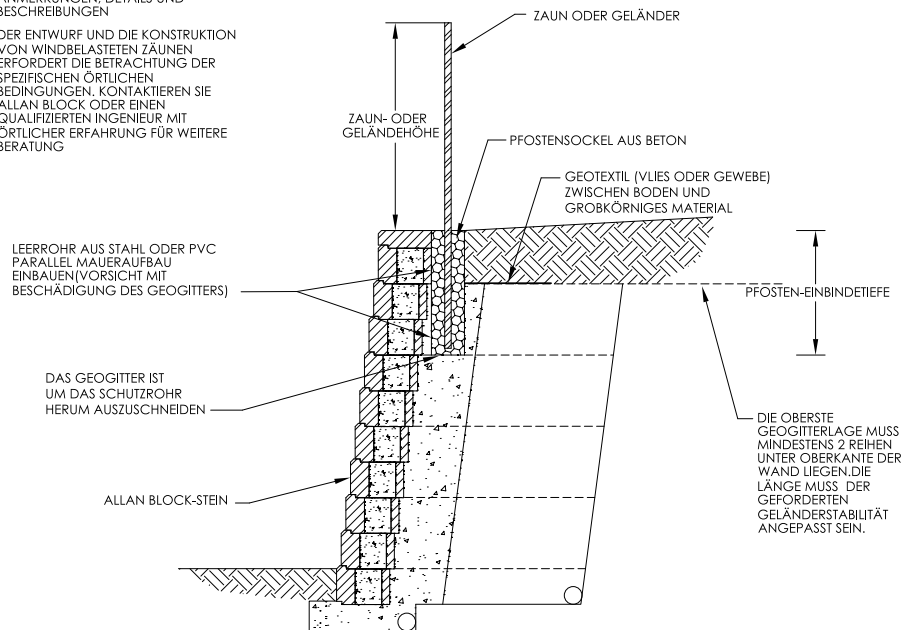 ANMERKUNGEN, DETAILS UND
BESCHREIBUNGEN
DER ENTWURF UND DIE KONSTRUKTION
VON WINDBELASTETEN ZÄUNEN
ERFORDERT DIE BETRACHTUNG DER
SPEZIFISCHEN ÖRTLICHEN
BEDINGUNGEN. KONTAKTIEREN SIE
ALLAN BLOCK ODER EINEN
QUALIFIZIERTEN INGENIEUR MIT
ÖRTLICHER ERFAHRUNG FÜR WEITERE
BERATUNG
ZAUN ODER GELÄNDER
ZAUN- ODER
GELÄNDEHÖHE
PFOSTENSOCKEL AUS BETON
GEOTEXTIL (VLIES ODER GEWEBE)
ZWISCHEN BODEN UND
GROBKÖRNIGES MATERIAL
LEERROHR AUS STAHL ODER PVC
PARALLEL MAUERAUFBAU
EINBAUEN(VORSICHT MIT
BESCHÄDIGUNG DES GEOGITTERS)
PFOSTEN-EINBINDETIEFE
DAS GEOGITTER IST
UM DAS SCHUTZROHR
HERUM AUSZUSCHNEIDEN
DIE OBERSTE
GEOGITTERLAGE MUSS
MINDESTENS 2 REIHEN
UNTER OBERKANTE DER
WAND LIEGEN.DIE
LÄNGE MUSS DER
GEFORDERTEN
GELÄNDERSTABILITÄT
ANGEPASST SEIN.
ALLAN BLOCK-STEIN